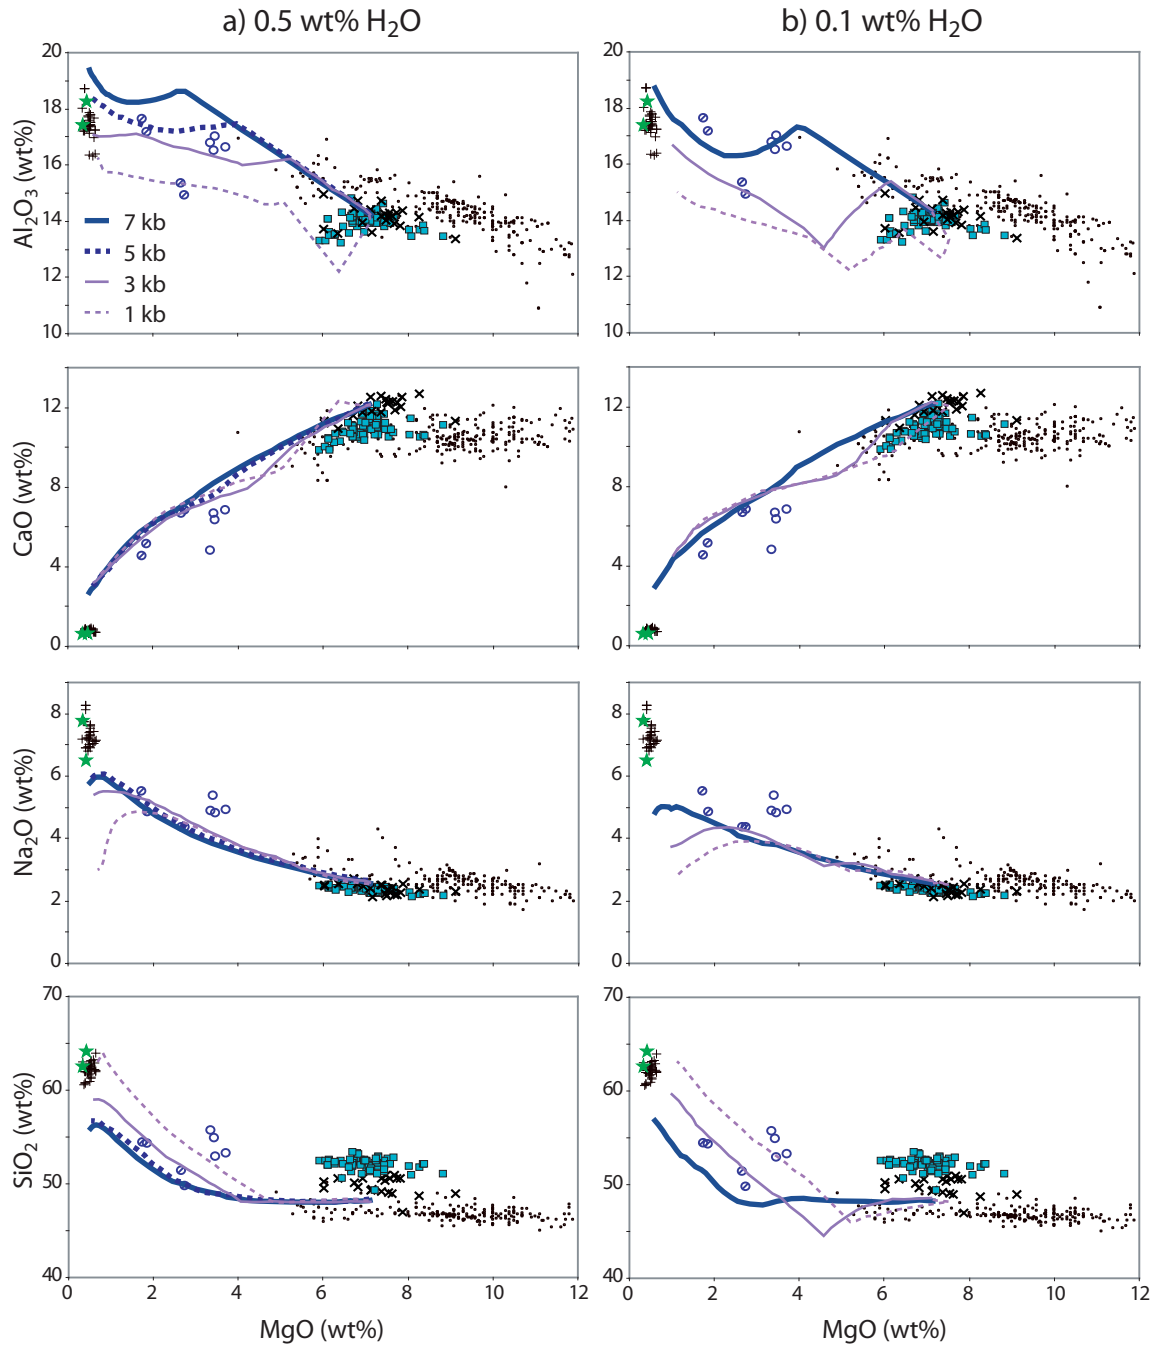 a) 0.5 wt% H₂O
b) 0.1 wt% H₂O
20
18
16
14
12
10
Al₂O₃ (wt%)
7 kb
5 kb
3 kb
1 kb
20
18
16
14
12
10
12
8
4
0
CaO (wt%)
12
8
4
0
8
6
4
2
0
Na₂O (wt%)
8
6
4
2
0
70
60
50
40
SiO₂ (wt%)
70
60
50
40
0 2 4 6 8 10 12
0 2 4 6 8 10 12
MgO (wt%)
MgO (wt%)